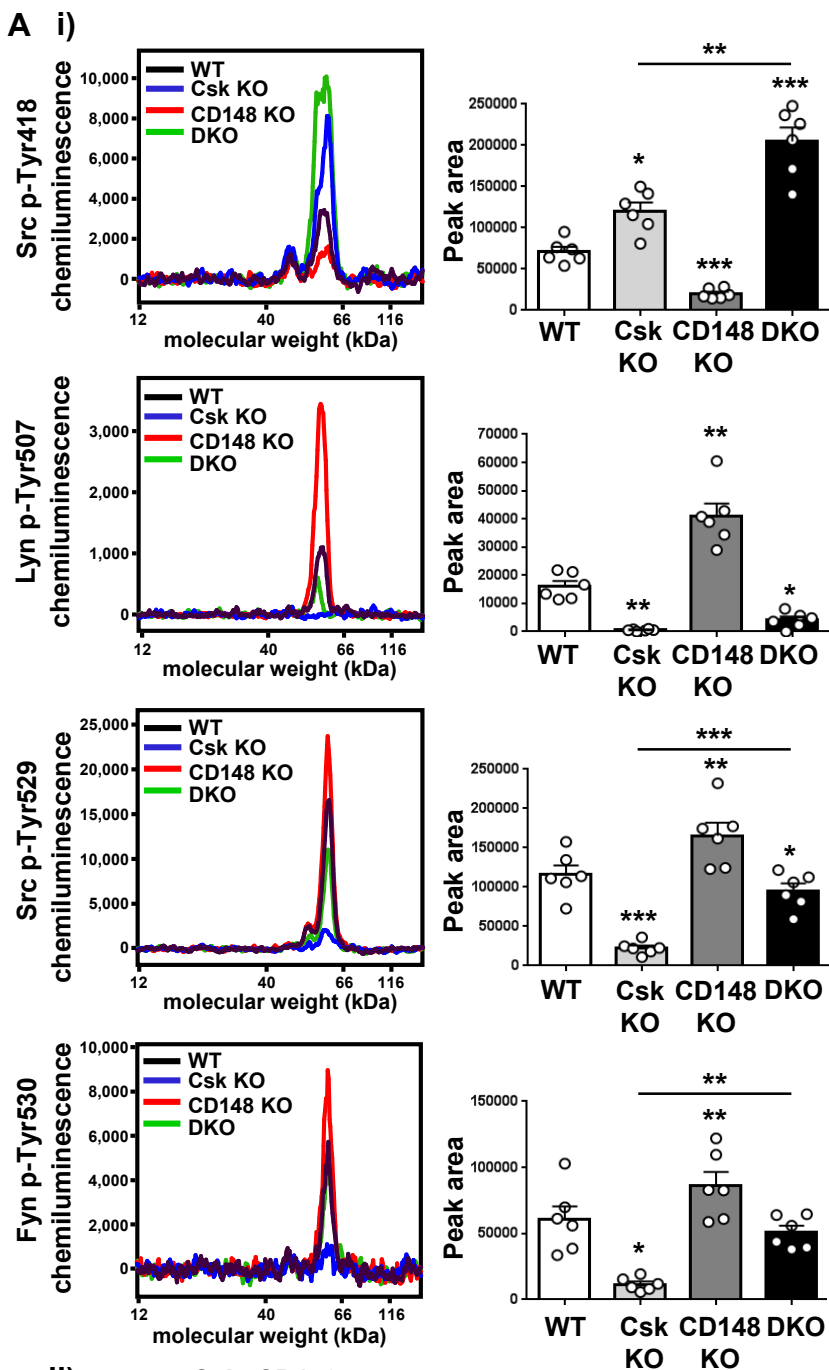 A i)
Src p-Tyr418
chemiluminescence
10,000
8,000
6,000
4,000
2,000
0
WT
Csk KO
CD148 KO
DKO
12 40 66 116
molecular weight (kDa)
Peak area
250000
200000
150000
100000
50000
0
**
*
***
***
WT Csk KO CD148 KO DKO
Lyn p-Tyr507
chemiluminescence
3,000
2,000
1,000
0
WT
Csk KO
CD148 KO
DKO
12 40 66 116
molecular weight (kDa)
Peak area
70000
60000
50000
40000
30000
20000
10000
0
**
**
*
WT Csk KO CD148 KO DKO
Src p-Tyr529
chemiluminescence
25,000
20,000
15,000
10,000
5,000
0
WT
Csk KO
CD148 KO
DKO
12 40 66 116
molecular weight (kDa)
Peak area
250000
200000
150000
100000
50000
0
***
***
**
*
WT Csk KO CD148 KO DKO
Fyn p-Tyr530
chemiluminescence
10,000
8,000
6,000
4,000
2,000
0
WT
Csk KO
CD148 KO
DKO
12 40 66 116
molecular weight (kDa)
Peak area
150000
100000
50000
0
**
*
**
WT Csk KO CD148 KO DKO